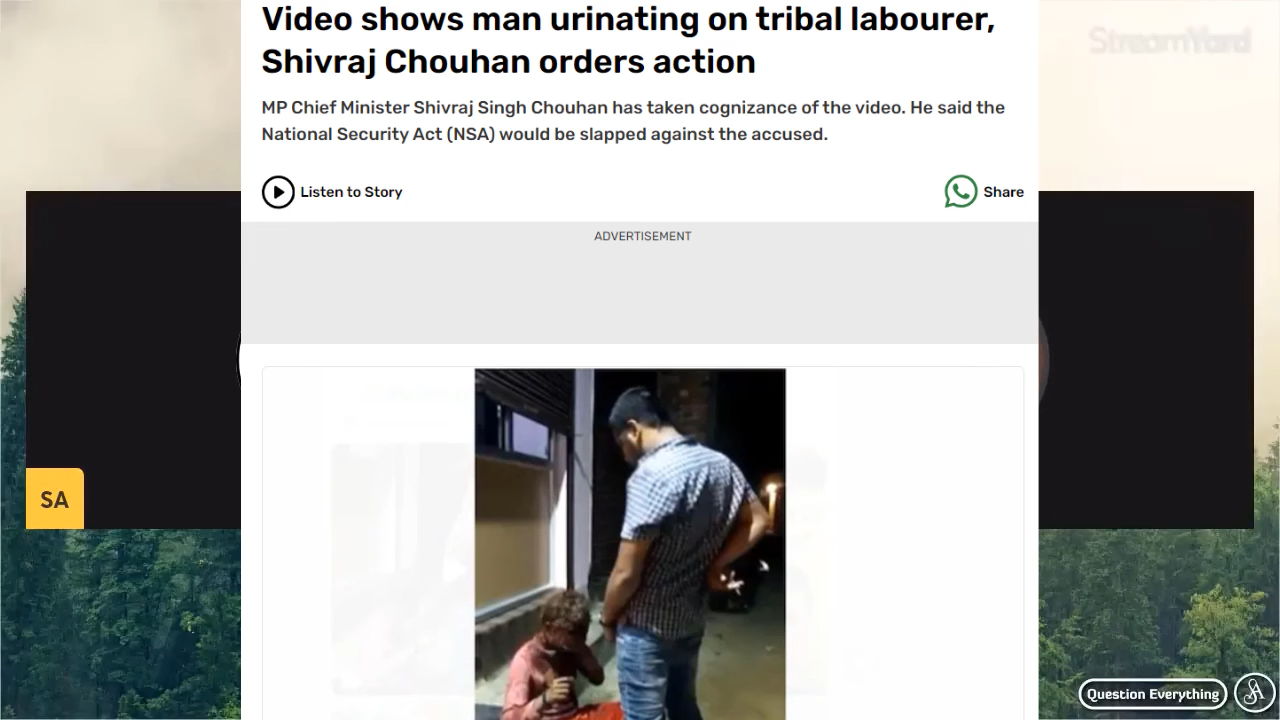 Video shows man urinating on tribal labourer,
Shivraj Chouhan orders action
StreamYard
MP Chief Minister Shivraj Singh Chouhan has taken cognizance of the video. He said the
National Security Act (NSA) would be slapped against the accused.
Listen to Story
Share
ADVERTISEMENT
SA
Question Everything